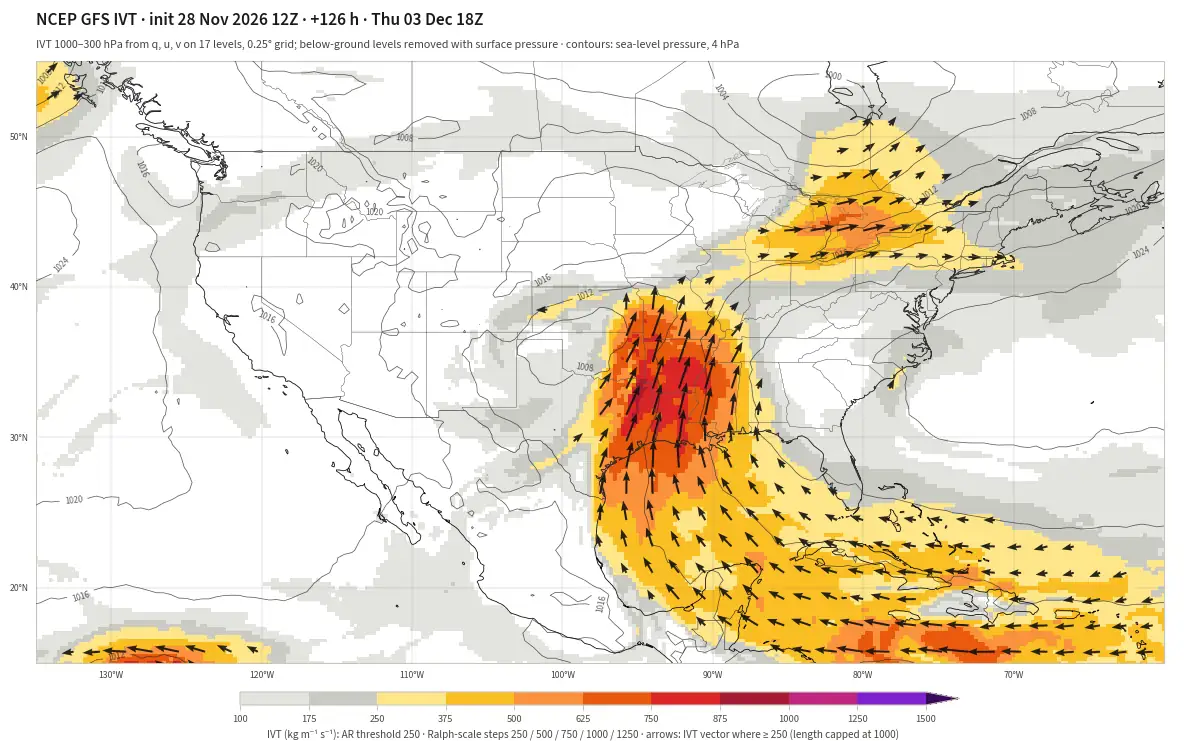 NCEP GFS IVT · init 28 Nov 2026 12Z · +126 h · Thu 03 Dec 18Z
IVT 1000–300 hPa from q, u, v on 17 levels, 0.25° grid; below-ground levels removed with surface pressure · contours: sea-level pressure, 4 hPa
1000
1004
1008
1008
1016
1020
1020
1012
1020
1024
1024
1016
1012
1016
1008
1020
1016
1016
1012
50°N
40°N
30°N
20°N
130°W 120°W 110°W 100°W 90°W 80°W 70°W
100 175 250 375 500 625 750 875 1000 1250 1500
IVT (kg m⁻¹ s⁻¹): AR threshold 250 · Ralph-scale steps 250 / 500 / 750 / 1000 / 1250 · arrows: IVT vector where ≥ 250 (length capped at 1000)